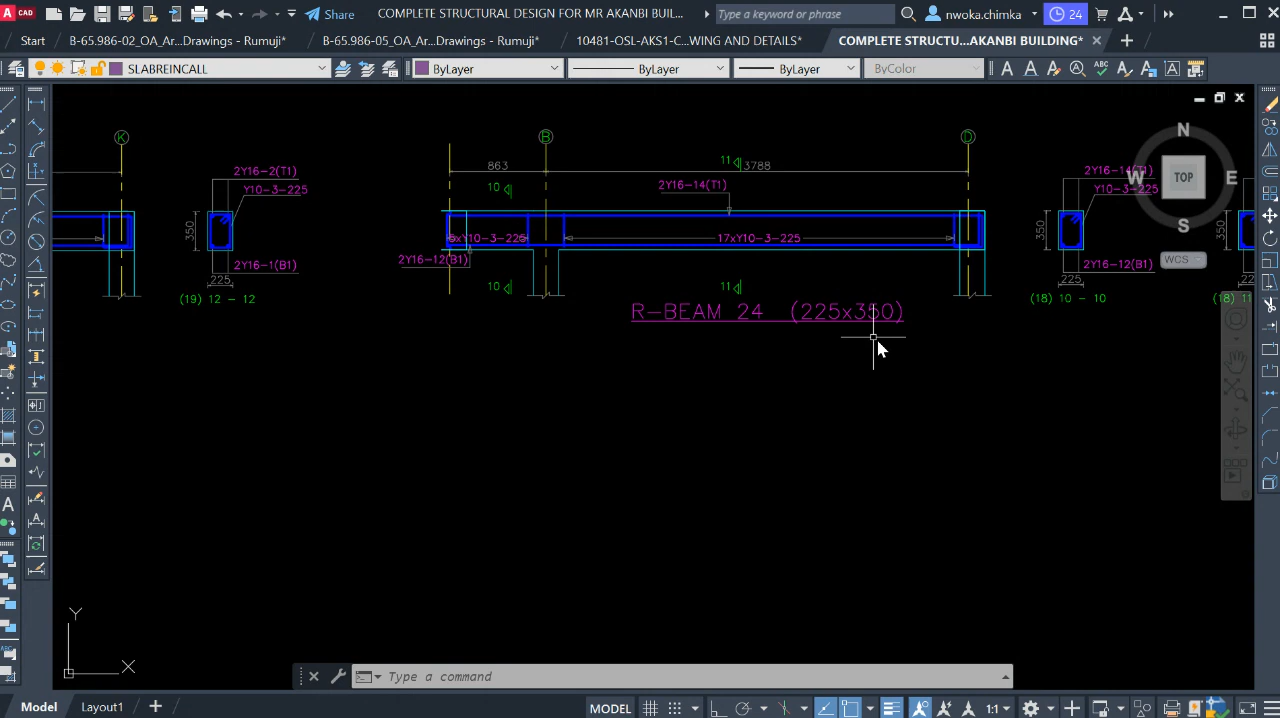 CAD
Share
COMPLETE STRUCTURAL DESIGN FOR MR AKANBI BUIL...
Type a keyword or phrase
nwoka.chimka
24
Start
B-65.986-02_OA_Ar...Drawings - Rumuji*
B-65.986-05_OA_Ar...Drawings - Rumuji*
10481-OSL-AKS1-C...WING AND DETAILS*
COMPLETE STRUCTU...AKANBI BUILDING*
SLABREINCALL
ByLayer
ByLayer
ByLayer
ByColor
K
B
D
863
11
3788
2Y16-2(T1)
Y10-3-225
10
2Y16-14(T1)
2Y16-14(T1)
Y10-3-225
350
xY10-3-225
17xY10-3-225
350
350
2Y16-1(B1)
2Y16-12(B1)
2Y16-12(B1)
225
10
11
225
(19) 12 - 12
(18) 10 - 10
(18) 11
R-BEAM 24 (225x350)
N
W
TOP
E
S
WCS
Y
X
Type a command
Model
Layout1
MODEL
1:1